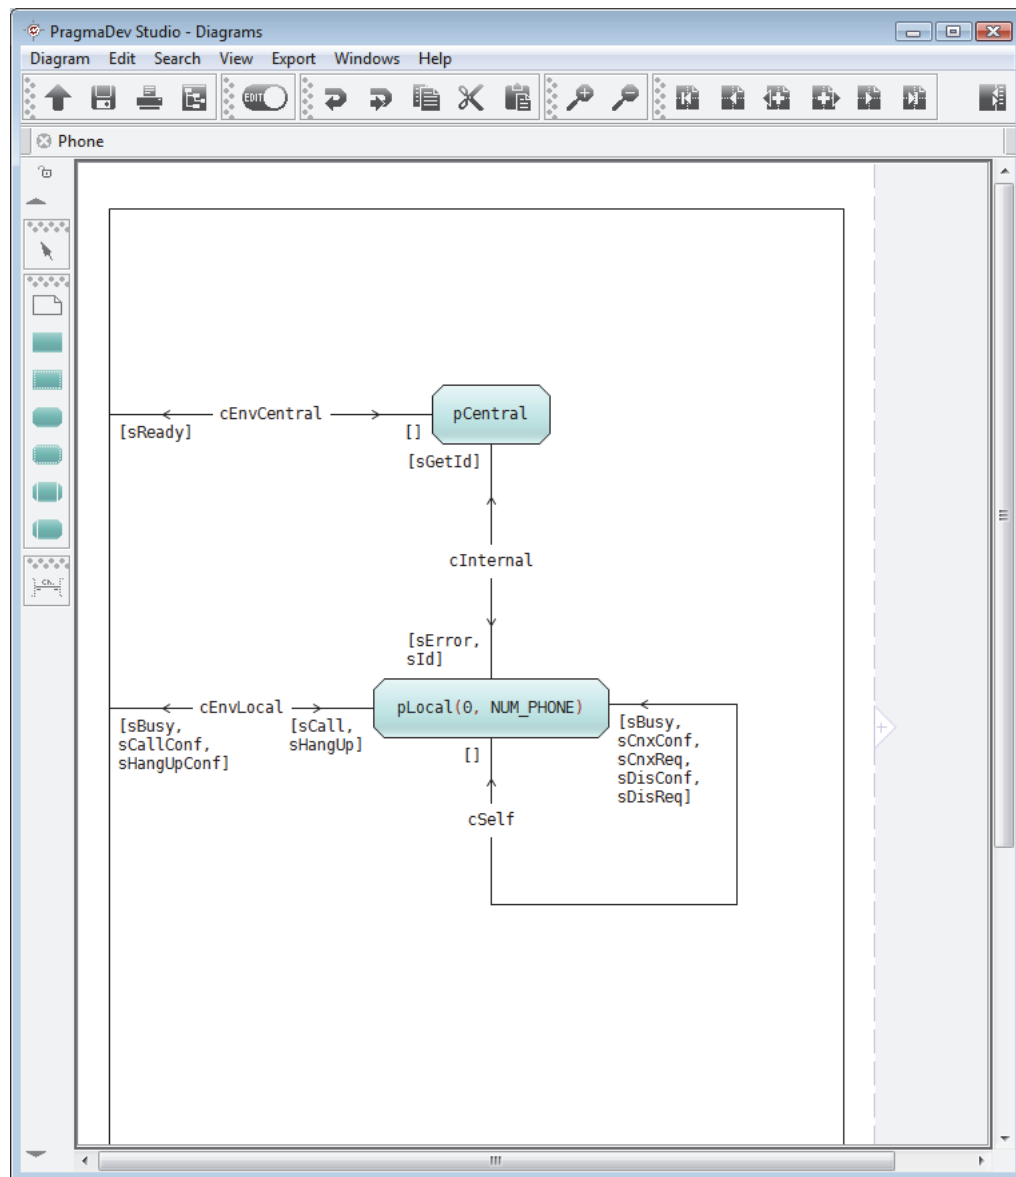 PragmaDev Studio - Diagrams
Diagram Edit Search View Export Windows Help
EDIT
Phone
cEnvCentral
pCentral
[sReady]
[]
[sGetId]
Ch.
cInternal
[sError,
sId]
cEnvLocal
pLocal(0, NUM_PHONE)
[sBusy,
sCallConf,
sHangUpConf]
[sCall,
sHangUp]
[]
[sBusy,
sCnxConf,
sCnxReq,
sDisConf,
sDisReq]
cSelf